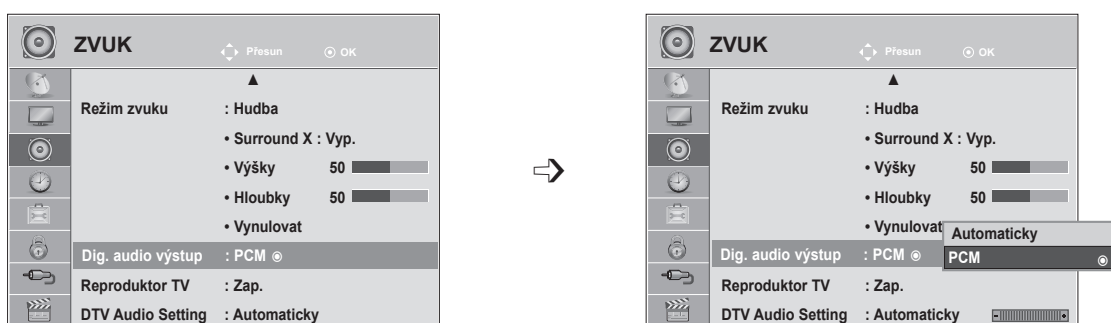 ZVUK Přesun OK
Režim zvuku : Hudba
• Surround X : Vyp.
• Výšky 50
• Hloubky 50
• Vynulovat
Dig. audio výstup : PCM
Reproduktor TV : Zap.
DTV Audio Setting : Automaticky
ZVUK Přesun OK
Režim zvuku : Hudba
• Surround X : Vyp.
• Výšky 50
• Hloubky 50
• Vynulovat
Automaticky
Dig. audio výstup : PCM
PCM
Reproduktor TV : Zap.
DTV Audio Setting : Automaticky